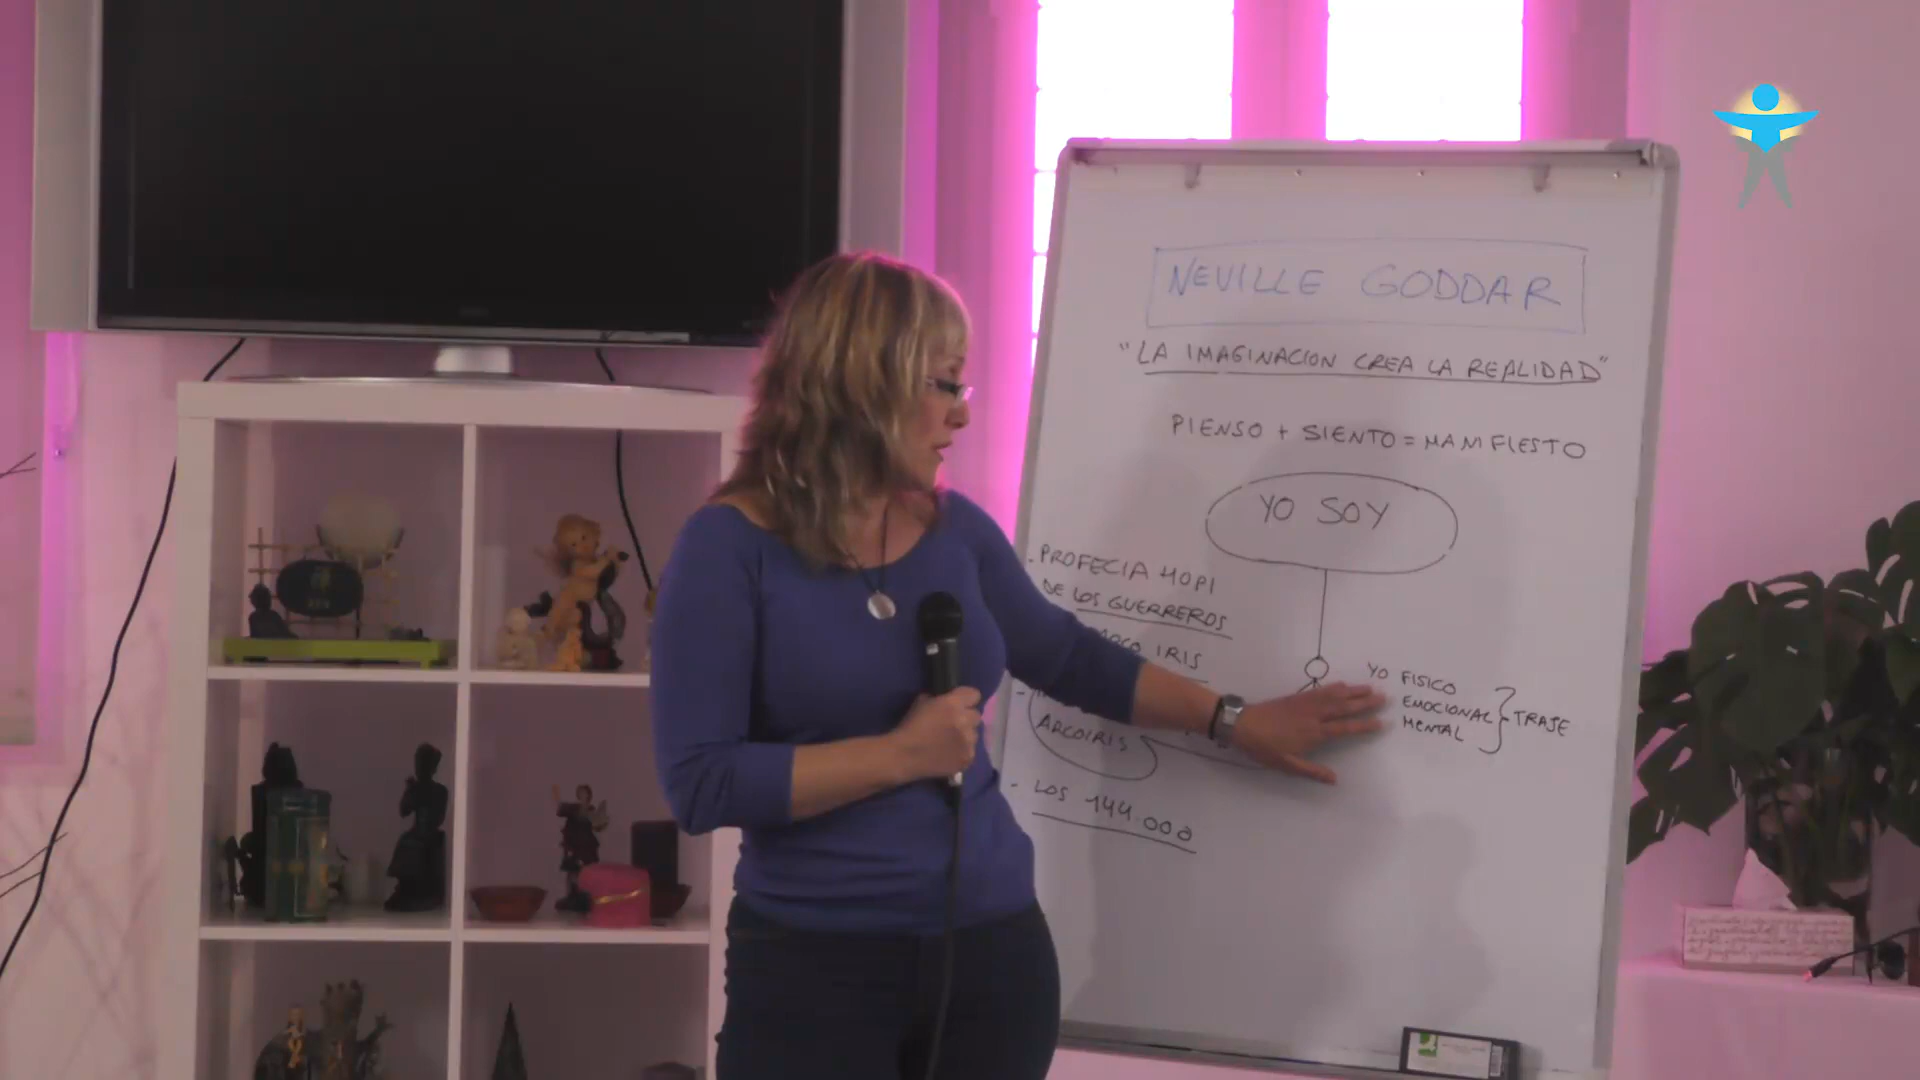 NEVILLE GODDAR
"LA IMAGINACION CREA LA REALIDAD"
PIENSO + SIENTO = MANIFIESTO
YO SOY
- PROFECIA HOPI
DE LOS GUERREROS
ARCO IRIS
ARCOIRIS
- LOS 144.000
YO FISICO
EMOCIONAL
MENTAL
TRAJE